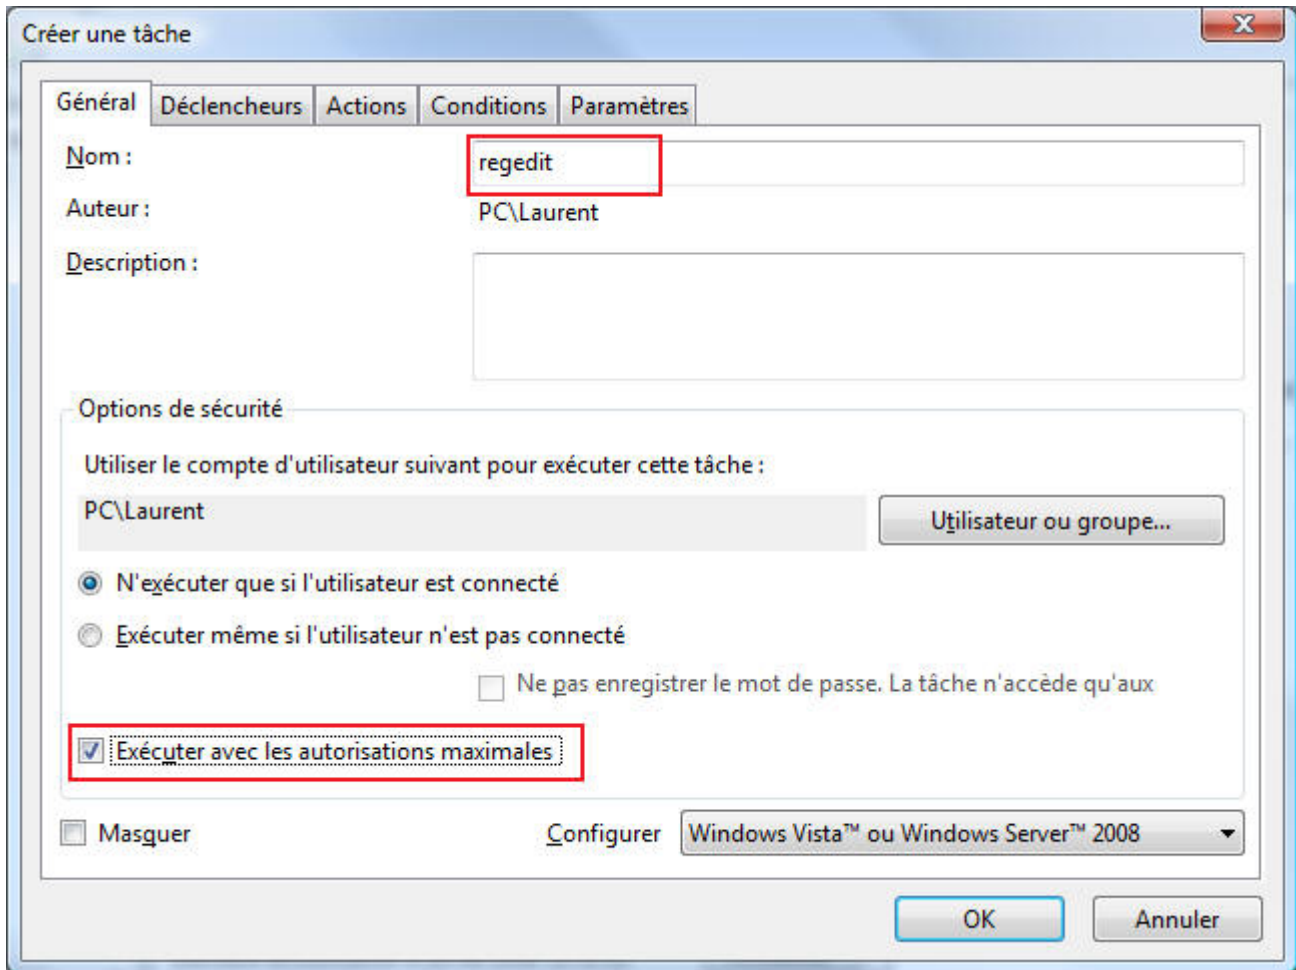 Créer une tâche
Général Déclencheurs Actions Conditions Paramètres
Nom : regedit
Auteur : PC\Laurent
Description :
Options de sécurité
Utiliser le compte d'utilisateur suivant pour exécuter cette tâche :
PC\Laurent Utilisateur ou groupe...
N'exécuter que si l'utilisateur est connecté
Exécuter même si l'utilisateur n'est pas connecté
Ne pas enregistrer le mot de passe. La tâche n'accède qu'aux
Exécuter avec les autorisations maximales
Masquer Configurer Windows Vista™ ou Windows Server™ 2008
OK Annuler